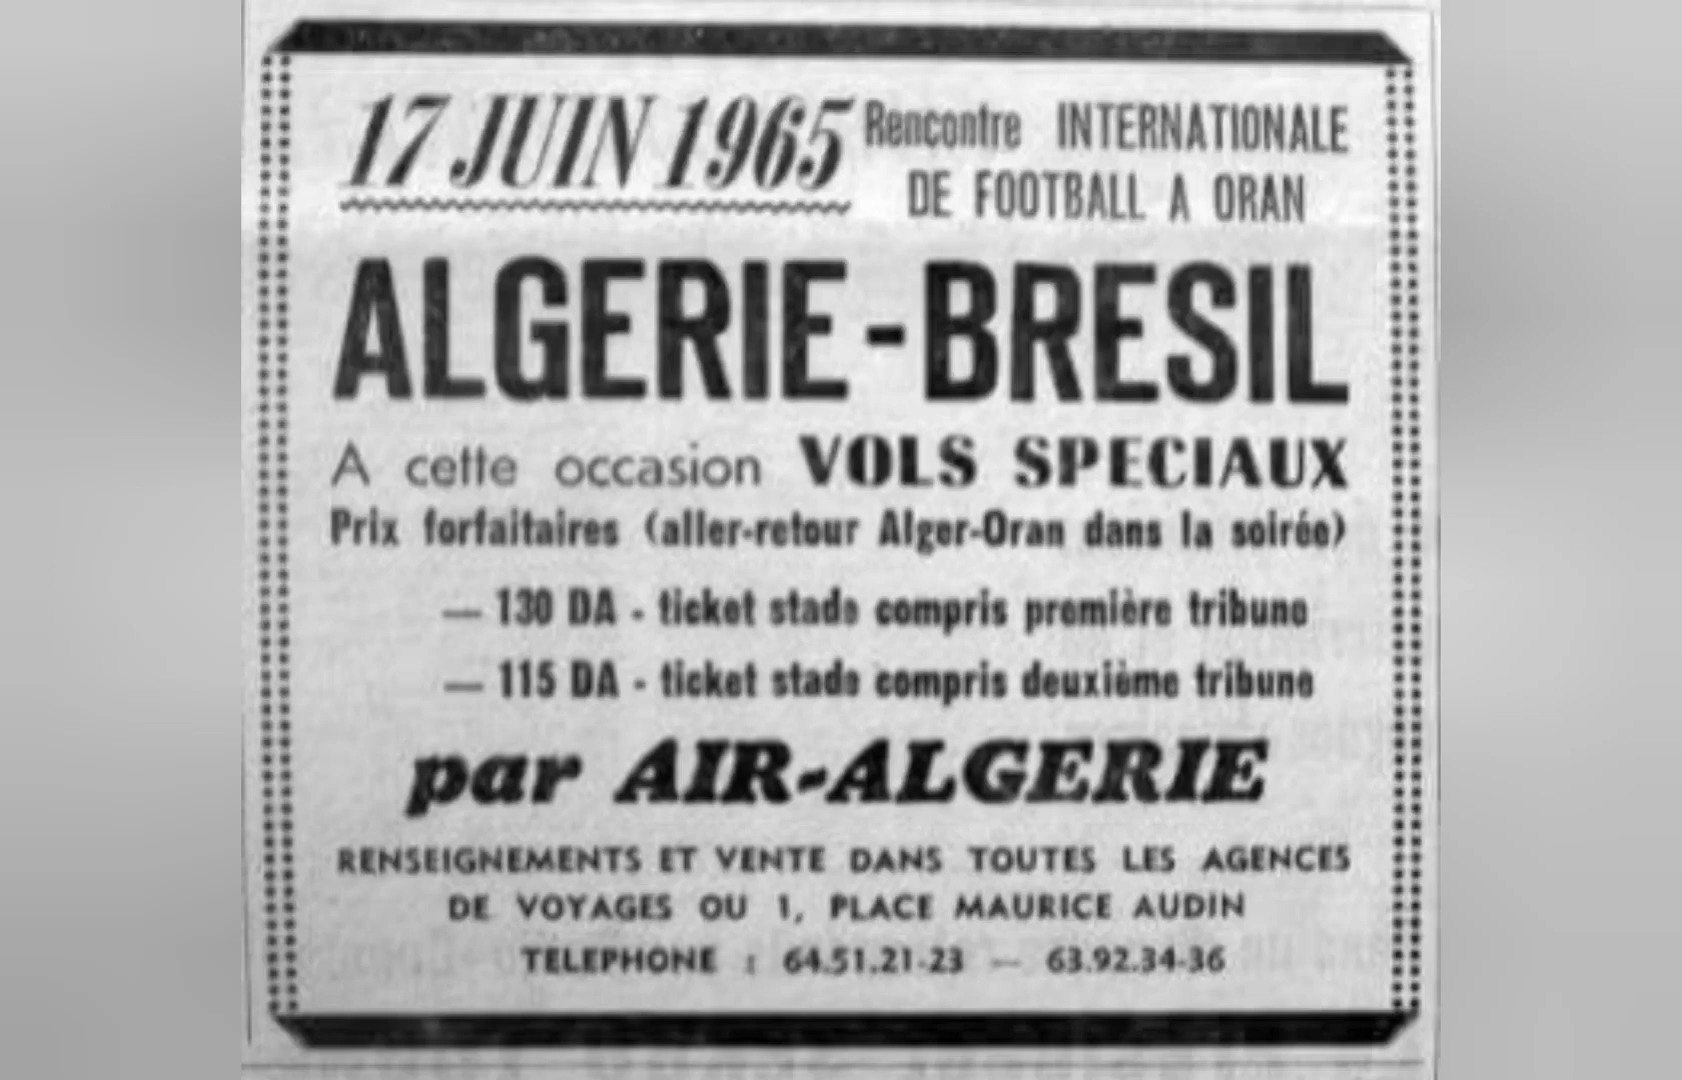 17 JUIN 1965 Rencontre INTERNATIONALE
DE FOOTBALL A ORAN
ALGERIE-BRESIL
A cette occasion VOLS SPECIAUX
Prix forfaitaires (aller-retour Alger-Oran dans la soirée)
— 130 DA - ticket stade compris première tribune
— 115 DA - ticket stade compris deuxième tribune
par AIR-ALGERIE
RENSEIGNEMENTS ET VENTE DANS TOUTES LES AGENCES
DE VOYAGES OU 1, PLACE MAURICE AUDIN
TELEPHONE : 64.51.21-23 — 63.92.34-36